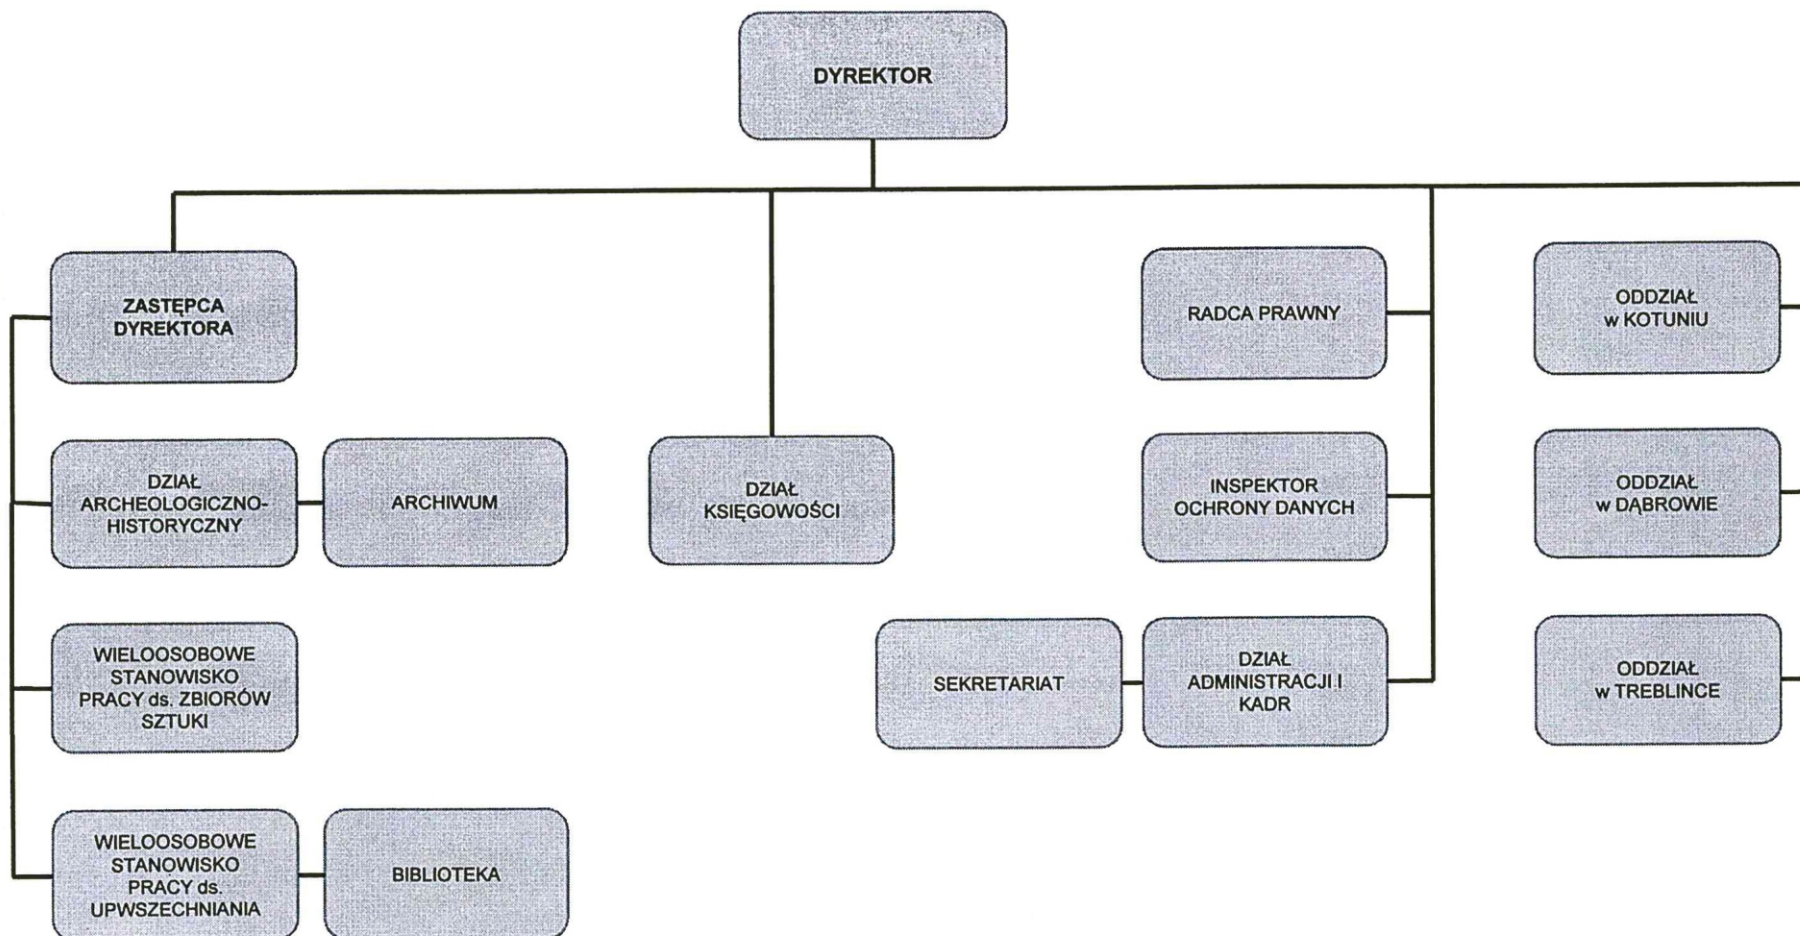 DYREKTOR
ZASTĘPCA
DYREKTORA
RADCA PRAWNY
ODDZIAŁ
w KOTUNIU
DZIAŁ
ARCHEOLOGICZNO-
HISTORYCZNY
ARCHIWUM
DZIAŁ
KSIĘGOWOŚCI
INSPEKTOR
OCHRONY DANYCH
ODDZIAŁ
w DĄBROWIE
WIELOOSOBOWE
STANOWISKO
PRACY ds. ZBIORÓW
SZTUKI
SEKRETARIAT
DZIAŁ
ADMINISTRACJI I
KADR
ODDZIAŁ
w TREBLINCE
WIELOOSOBOWE
STANOWISKO
PRACY ds.
UPWSZECHNIANIA
BIBLIOTEKA